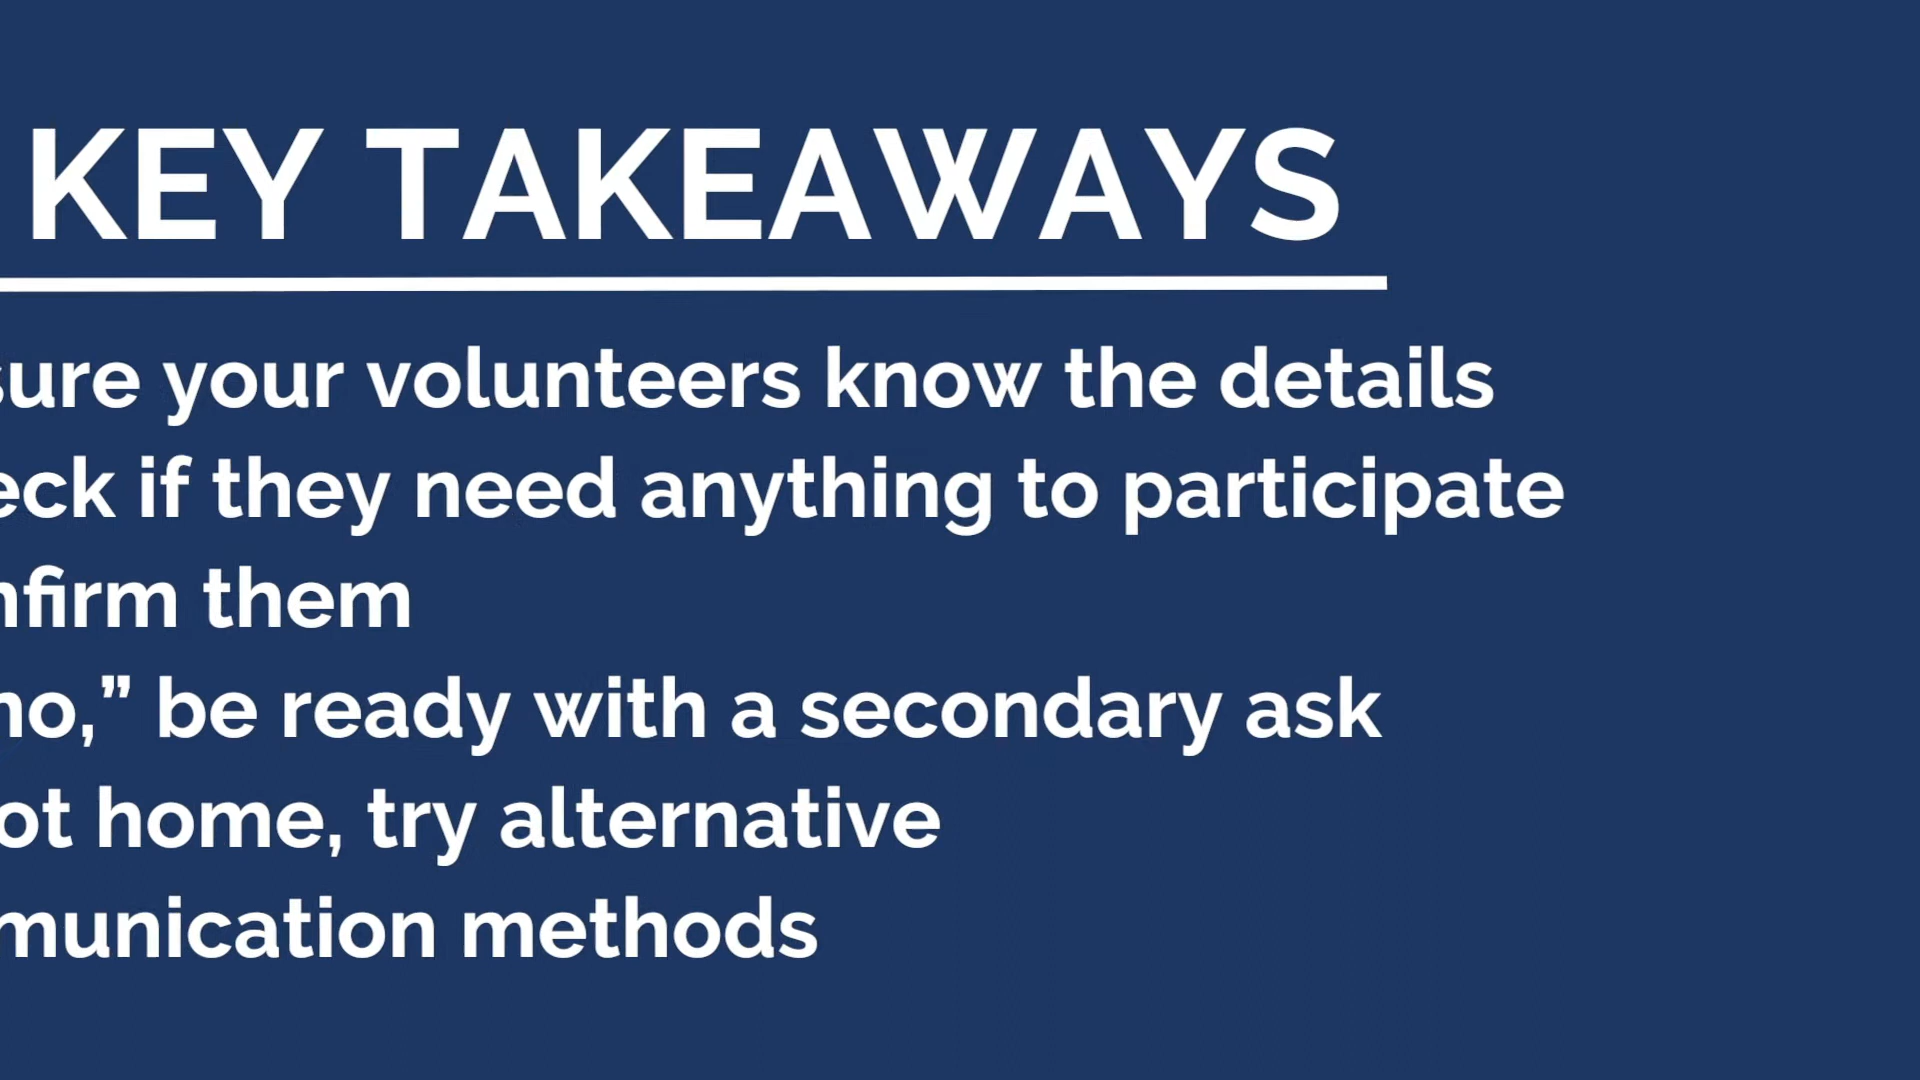 KEY TAKEAWAYS
sure your volunteers know the details
eck if they need anything to participate
nfirm them
no,” be ready with a secondary ask
ot home, try alternative
munication methods